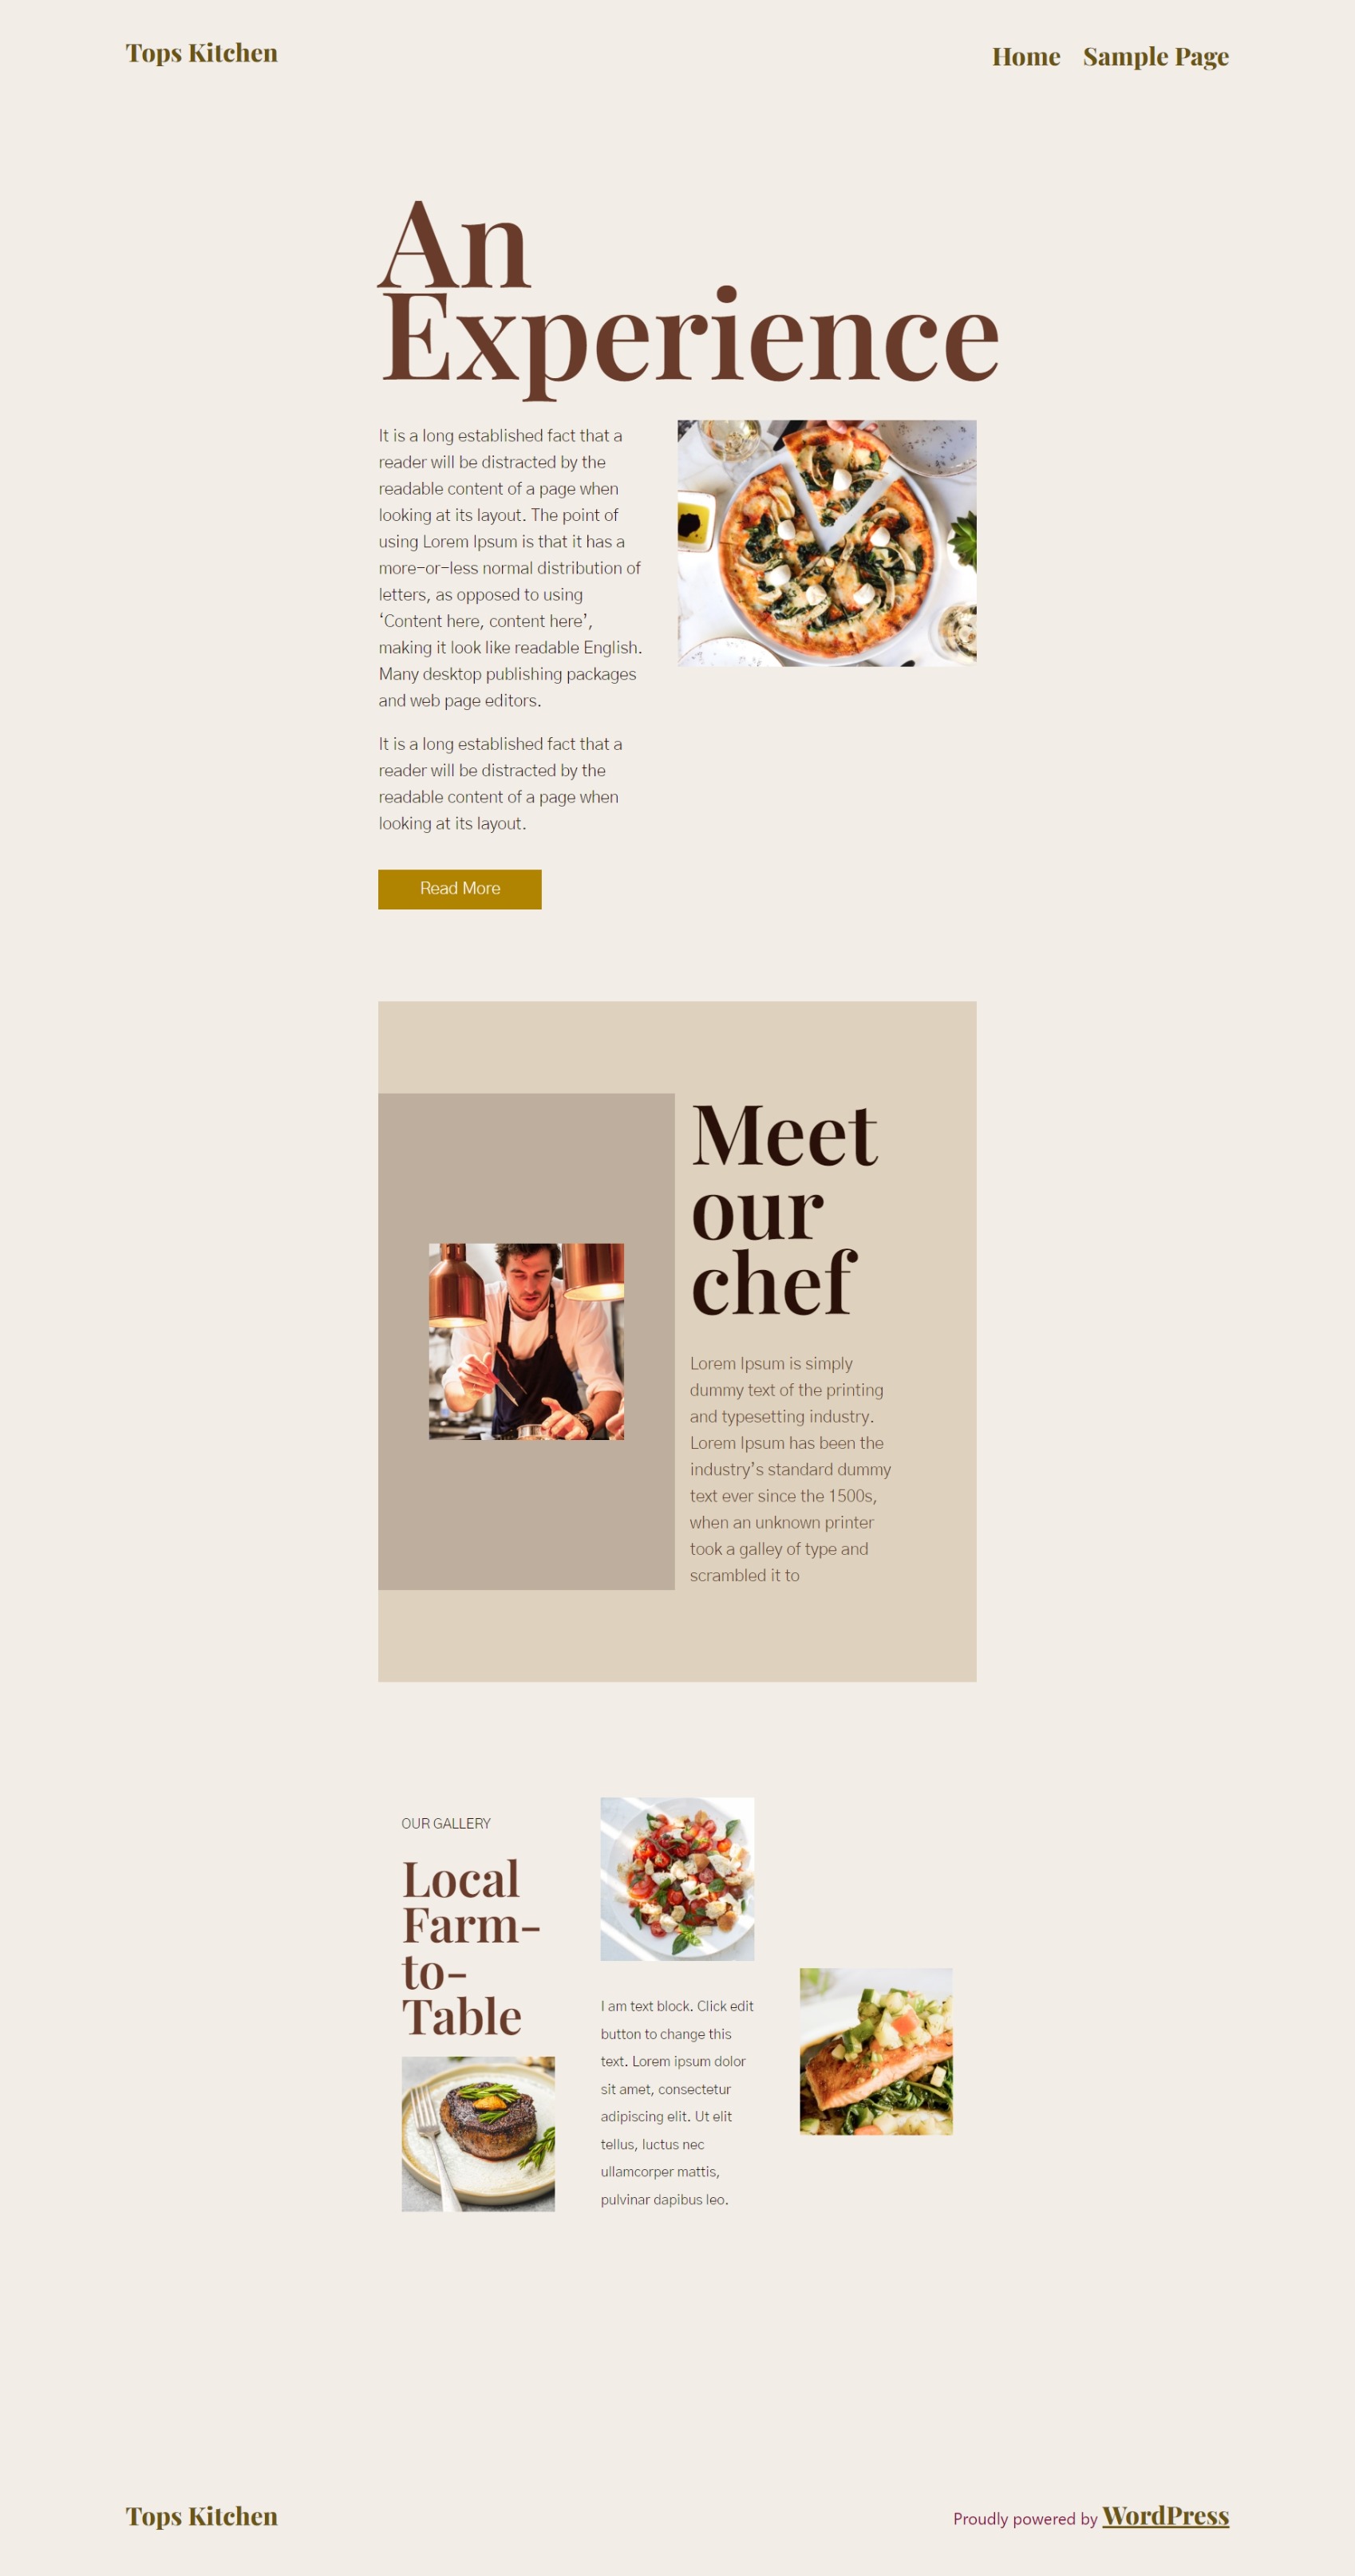 Tops Kitchen
Home Sample Page
An
Experience
It is a long established fact that a
reader will be distracted by the
readable content of a page when
looking at its layout. The point of
using Lorem Ipsum is that it has a
more-or-less normal distribution of
letters, as opposed to using
‘Content here, content here’,
making it look like readable English.
Many desktop publishing packages
and web page editors.
It is a long established fact that a
reader will be distracted by the
readable content of a page when
looking at its layout.
Read More
Meet
our
chef
Lorem Ipsum is simply
dummy text of the printing
and typesetting industry.
Lorem Ipsum has been the
industry’s standard dummy
text ever since the 1500s,
when an unknown printer
took a galley of type and
scrambled it to
OUR GALLERY
Local
Farm-
to-
Table
I am text block. Click edit
button to change this
text. Lorem ipsum dolor
sit amet, consectetur
adipiscing elit. Ut elit
tellus, luctus nec
ullamcorper mattis,
pulvinar dapibus leo.
Tops Kitchen
Proudly powered by WordPress